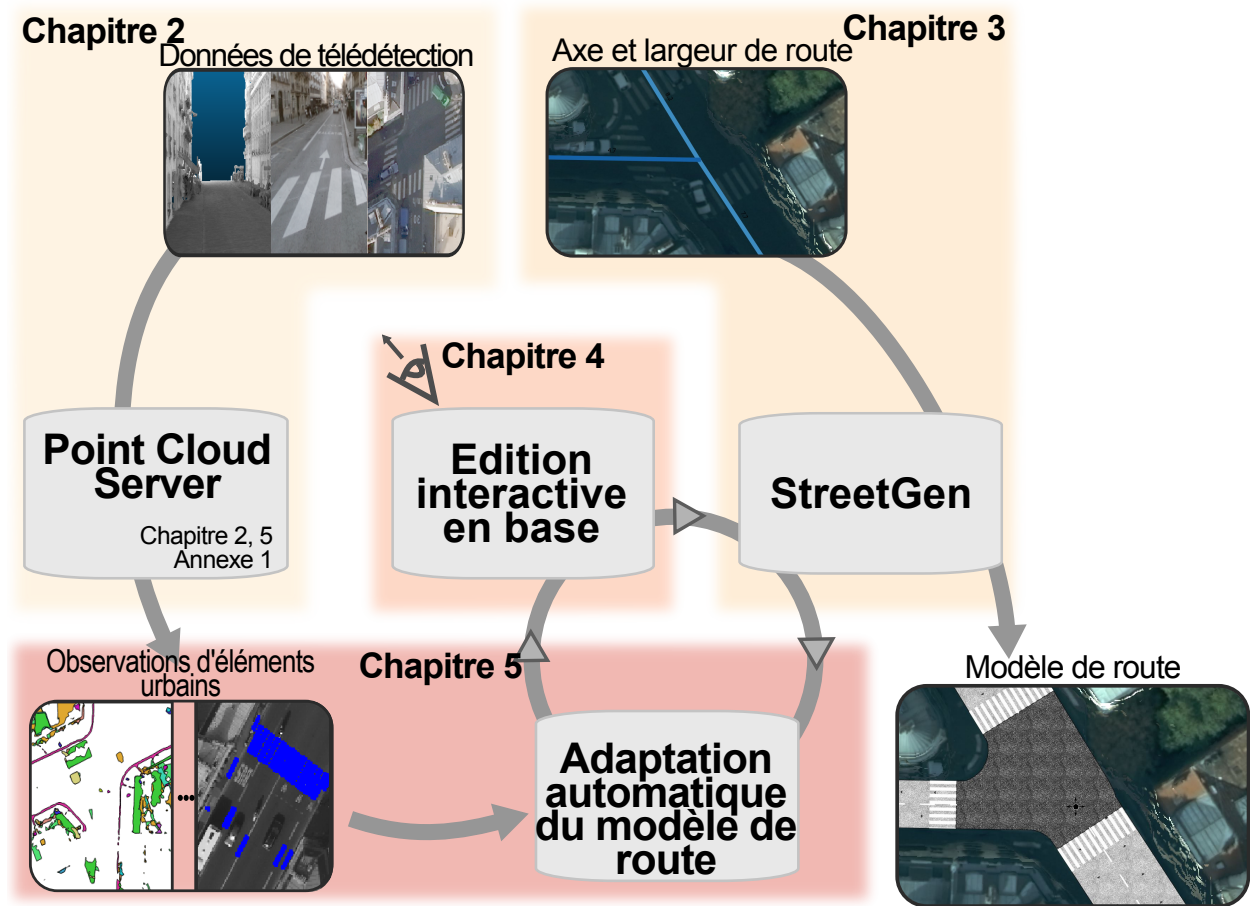 Chapitre 2
Données de télédétection
Chapitre 3
Axe et largeur de route
Chapitre 4
Point Cloud
Server
Chapitre 2, 5
Annexe 1
Edition
interactive
en base
StreetGen
Observations d'éléments
urbains
Chapitre 5
Adaptation
automatique
du modèle de
route
Modèle de route